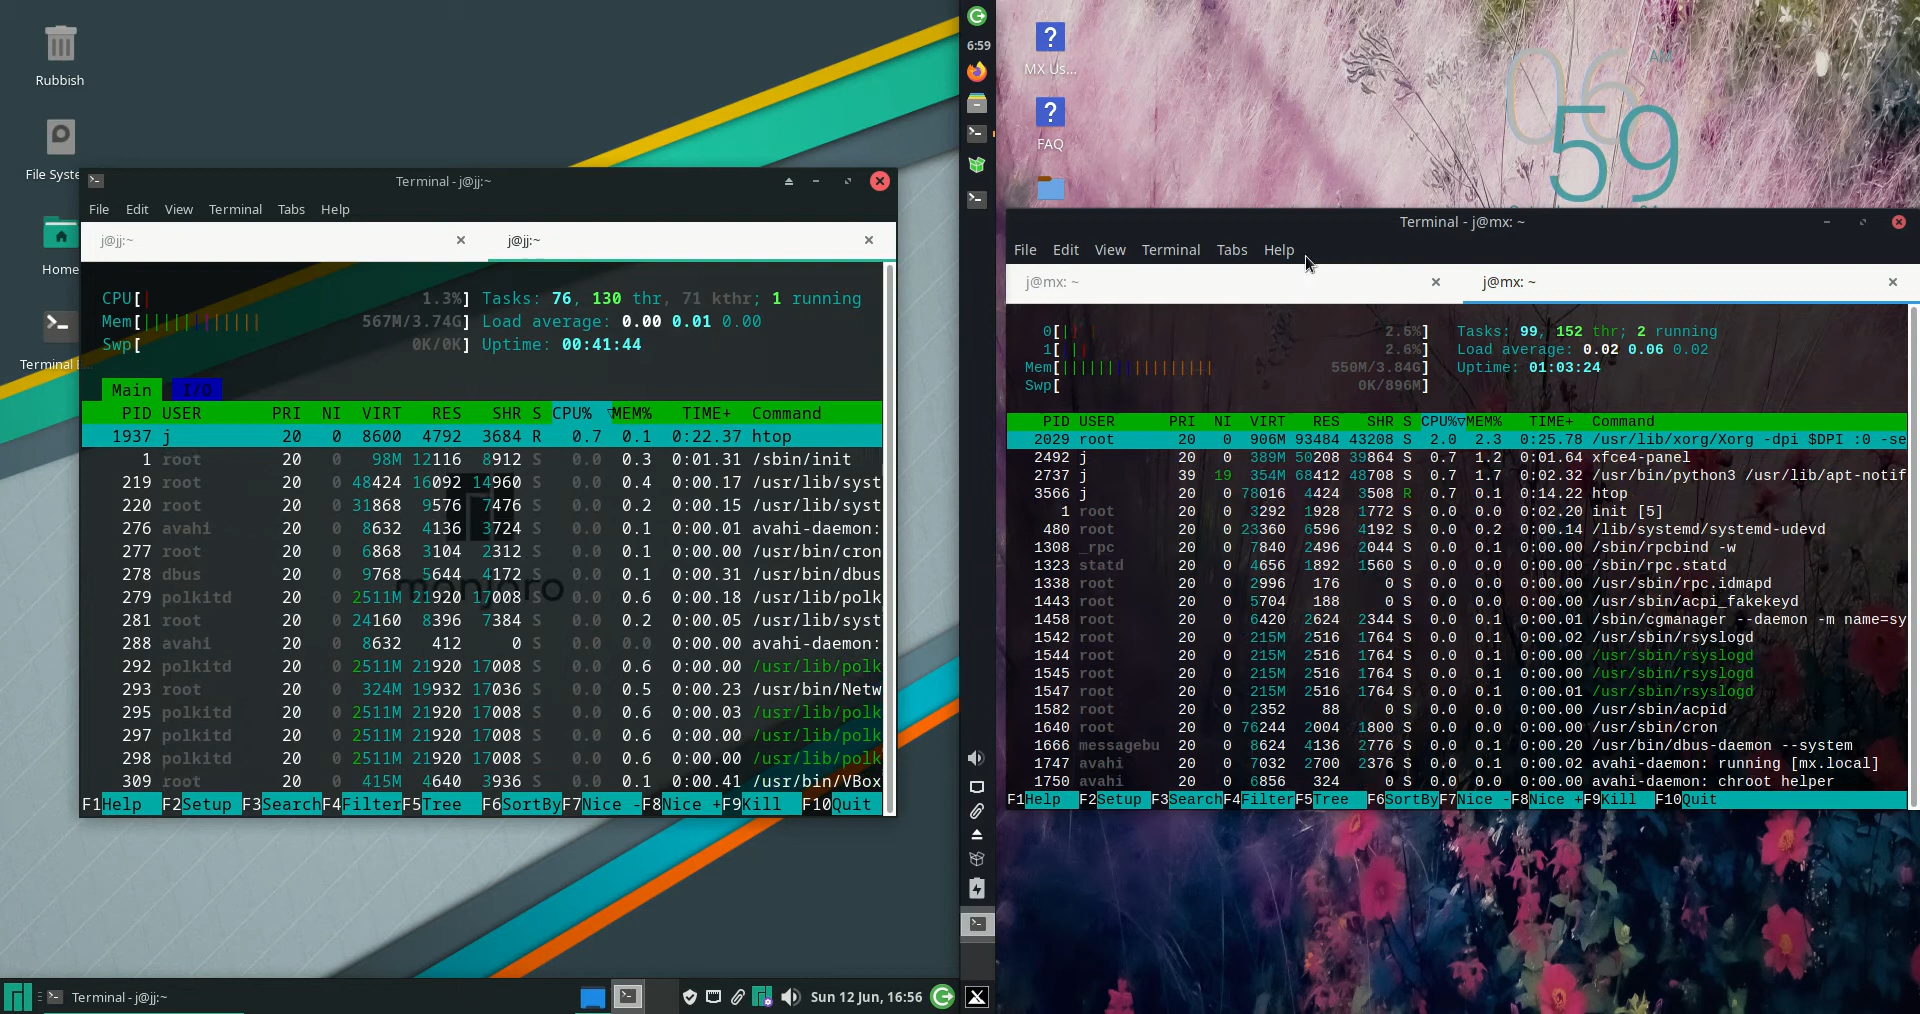 Rubbish
File Syste
Home
Terminal
Terminal - j@jj:~
File Edit View Terminal Tabs Help
j@jj:~ j@jj:~
CPU[| 1.3%] Tasks: 76, 130 thr, 71 kthr; 1 running
Mem[|||||||||||||| 567M/3.74G] Load average: 0.00 0.01 0.00
Swp[ 0K/0K] Uptime: 00:41:44
Main I/O
PID USER PRI NI VIRT RES SHR S CPU% ▽MEM% TIME+ Command
1937 j 20 0 8600 4792 3684 R 0.7 0.1 0:22.37 htop
1 root 20 0 98M 12116 8912 S 0.0 0.3 0:01.31 /sbin/init
219 root 20 0 48424 16092 14960 S 0.0 0.4 0:00.17 /usr/lib/syst
220 root 20 0 31868 9576 7476 S 0.0 0.2 0:00.15 /usr/lib/syst
276 avahi 20 0 8632 4136 3724 S 0.0 0.1 0:00.01 avahi-daemon:
277 root 20 0 6868 3104 2312 S 0.0 0.1 0:00.00 /usr/bin/cron
278 dbus 20 0 9768 5644 4172 S 0.0 0.1 0:00.31 /usr/bin/dbus
279 polkitd 20 0 2511M 21920 17008 S 0.0 0.6 0:00.18 /usr/lib/polk
281 root 20 0 24160 8396 7384 S 0.0 0.2 0:00.05 /usr/lib/syst
288 avahi 20 0 8632 412 0 S 0.0 0.0 0:00.00 avahi-daemon:
292 polkitd 20 0 2511M 21920 17008 S 0.0 0.6 0:00.00 /usr/lib/polk
293 root 20 0 324M 19932 17036 S 0.0 0.5 0:00.23 /usr/bin/Netw
295 polkitd 20 0 2511M 21920 17008 S 0.0 0.6 0:00.03 /usr/lib/polk
297 polkitd 20 0 2511M 21920 17008 S 0.0 0.6 0:00.00 /usr/lib/polk
298 polkitd 20 0 2511M 21920 17008 S 0.0 0.6 0:00.00 /usr/lib/polk
309 root 20 0 415M 4640 3936 S 0.0 0.1 0:00.41 /usr/bin/VBox
F1Help F2Setup F3SearchF4FilterF5Tree F6SortByF7Nice -F8Nice +F9Kill F10Quit
manjaro
Terminal - j@jj:~
Sun 12 Jun, 16:56
6:59
MX Us...
FAQ
06
59
Terminal - j@mx: ~
File Edit View Terminal Tabs Help
j@mx: ~ j@mx: ~
0[|| 2.6%] Tasks: 99, 152 thr; 2 running
1[||| 2.6%] Load average: 0.02 0.06 0.02
Mem[||||||||||||||||| 550M/3.84G] Uptime: 01:03:24
Swp[ 0K/896M]
PID USER PRI NI VIRT RES SHR S CPU%▽MEM% TIME+ Command
2029 root 20 0 906M 93484 43208 S 2.0 2.3 0:25.78 /usr/lib/xorg/Xorg -dpi $DPI :0 -se
2492 j 20 0 389M 50208 39864 S 0.7 1.2 0:01.64 xfce4-panel
2737 j 39 19 354M 68412 48708 S 0.7 1.7 0:02.32 /usr/bin/python3 /usr/lib/apt-notif
3566 j 20 0 78016 4424 3508 R 0.7 0.1 0:14.22 htop
1 root 20 0 3292 1928 1772 S 0.0 0.0 0:02.20 init [5]
480 root 20 0 23360 6596 4192 S 0.0 0.2 0:00.14 /lib/systemd/systemd-udevd
1308 _rpc 20 0 7840 2496 2044 S 0.0 0.1 0:00.00 /sbin/rpcbind -w
1323 statd 20 0 4656 1892 1560 S 0.0 0.0 0:00.00 /sbin/rpc.statd
1338 root 20 0 2996 176 0 S 0.0 0.0 0:00.00 /usr/sbin/rpc.idmapd
1443 root 20 0 5704 188 0 S 0.0 0.0 0:00.00 /usr/sbin/acpi_fakekeyd
1458 root 20 0 6420 2624 2344 S 0.0 0.1 0:00.00 /sbin/cgmanager --daemon -m name=sy
1542 root 20 0 215M 2516 1764 S 0.0 0.1 0:00.02 /usr/sbin/rsyslogd
1544 root 20 0 215M 2516 1764 S 0.0 0.1 0:00.00 /usr/sbin/rsyslogd
1545 root 20 0 215M 2516 1764 S 0.0 0.1 0:00.00 /usr/sbin/rsyslogd
1547 root 20 0 215M 2516 1764 S 0.0 0.1 0:00.01 /usr/sbin/rsyslogd
1582 root 20 0 2352 88 0 S 0.0 0.0 0:00.00 /usr/sbin/acpid
1640 root 20 0 76244 2004 1800 S 0.0 0.0 0:00.00 /usr/sbin/cron
1666 messagebu 20 0 8624 4136 2776 S 0.0 0.1 0:00.20 /usr/bin/dbus-daemon --system
1747 avahi 20 0 7032 2700 2376 S 0.0 0.1 0:00.02 avahi-daemon: running [mx.local]
1750 avahi 20 0 6856 324 0 S 0.0 0.0 0:00.00 avahi-daemon: chroot helper
F1Help F2Setup F3SearchF4FilterF5Tree F6SortByF7Nice -F8Nice +F9Kill F10Quit